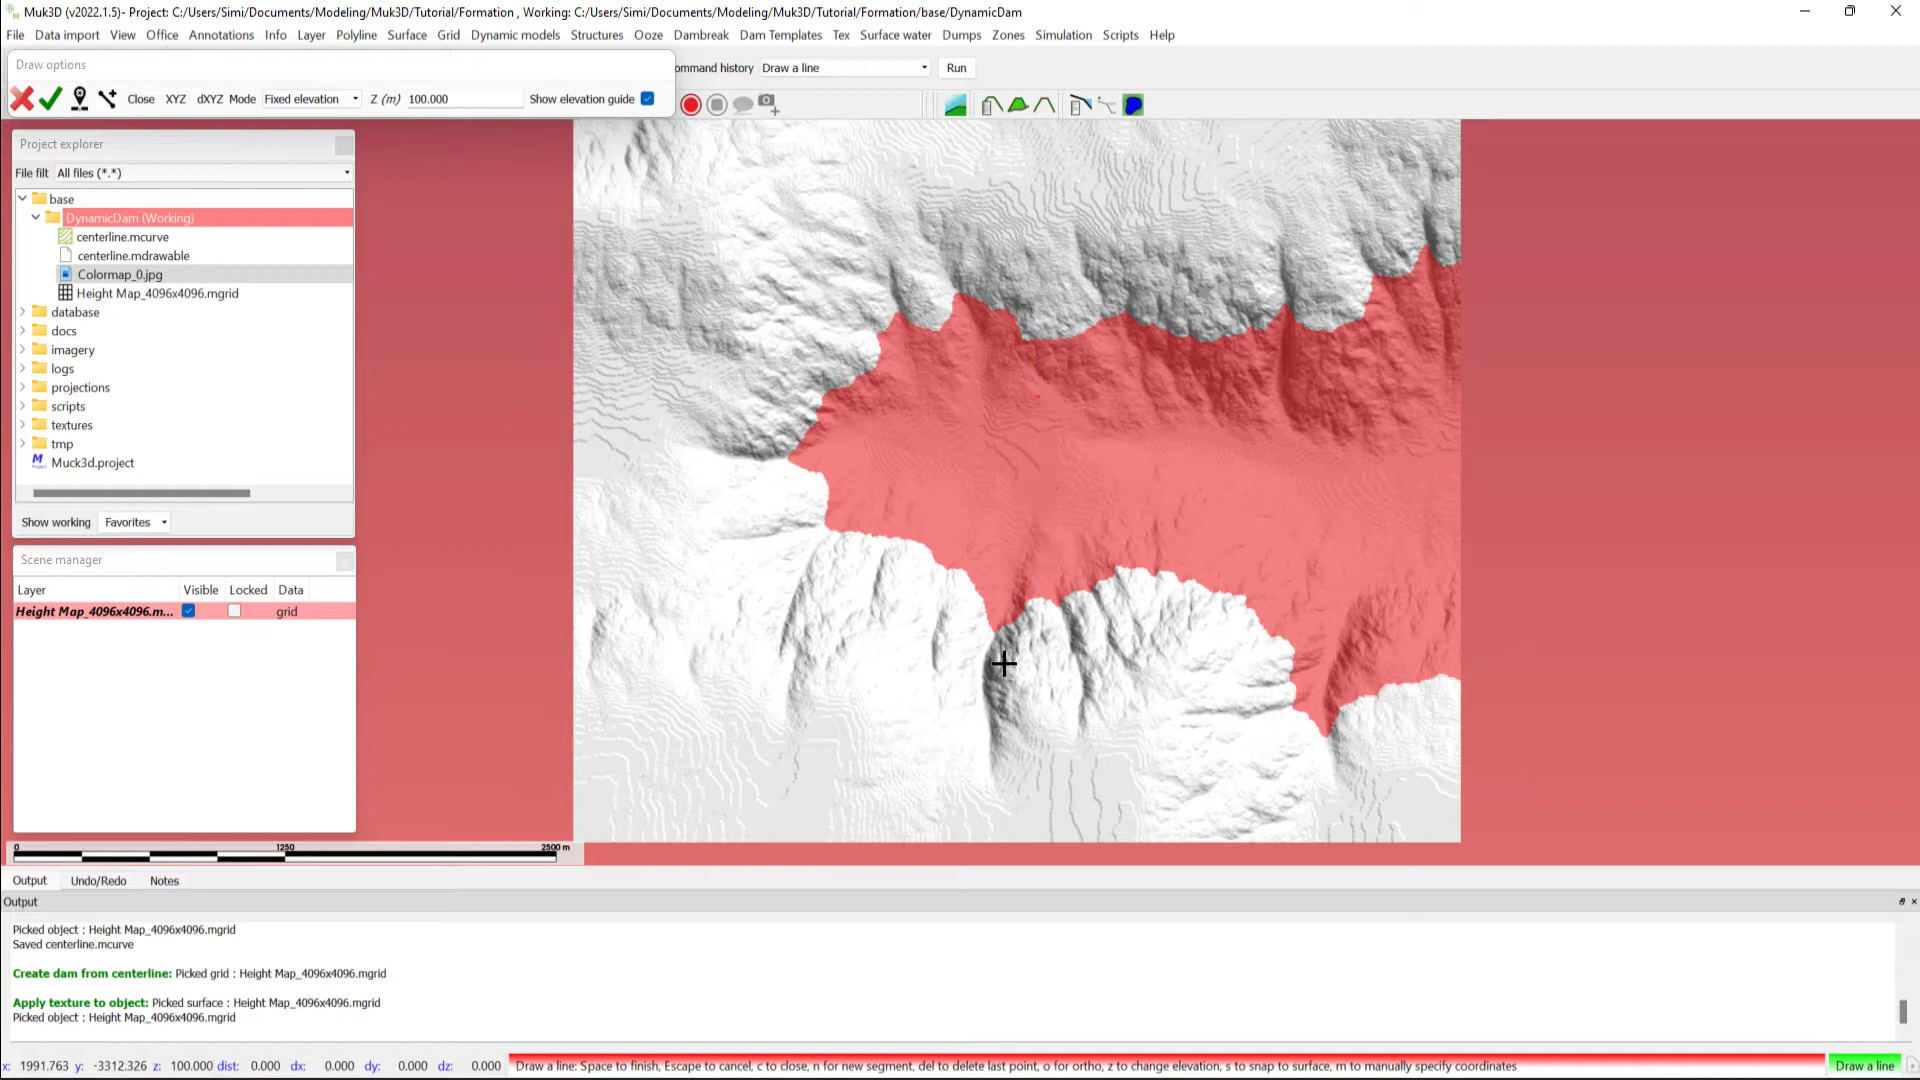 Muk3D (v2022.1.5)- Project: C:/Users/Simi/Documents/Modeling/Muk3D/Tutorial/Formation , Working: C:/Users/Simi/Documents/Modeling/Muk3D/Tutorial/Formation/base/DynamicDam
File Data import View Office Annotations Info Layer Polyline Surface Grid Dynamic models Structures Ooze Dambreak Dam Templates Tex Surface water Dumps Zones Simulation Scripts Help
Draw options
ommand history Draw a line Run
Close XYZ dXYZ Mode Fixed elevation Z (m) 100.000 Show elevation guide
Project explorer
File filt All files (*.*)
base
DynamicDam (Working)
centerline.mcurve
centerline.mdrawable
Colormap_0.jpg
Height Map_4096x4096.mgrid
database
docs
imagery
logs
projections
scripts
textures
tmp
Muck3d.project
Show working Favorites
Scene manager
Layer Visible Locked Data
Height Map_4096x4096.m... grid
0 1250 2500 m
Output Undo/Redo Notes
Output
Picked object : Height Map_4096x4096.mgrid
Saved centerline.mcurve
Create dam from centerline: Picked grid : Height Map_4096x4096.mgrid
Apply texture to object: Picked surface : Height Map_4096x4096.mgrid
Picked object : Height Map_4096x4096.mgrid
x: 1991.763 y: -3312.326 z: 100.000 dist: 0.000 dx: 0.000 dy: 0.000 dz: 0.000 Draw a line: Space to finish, Escape to cancel, c to close, n for new segment, del to delete last point, o for ortho, z to change elevation, s to snap to surface, m to manually specify coordinates Draw a line